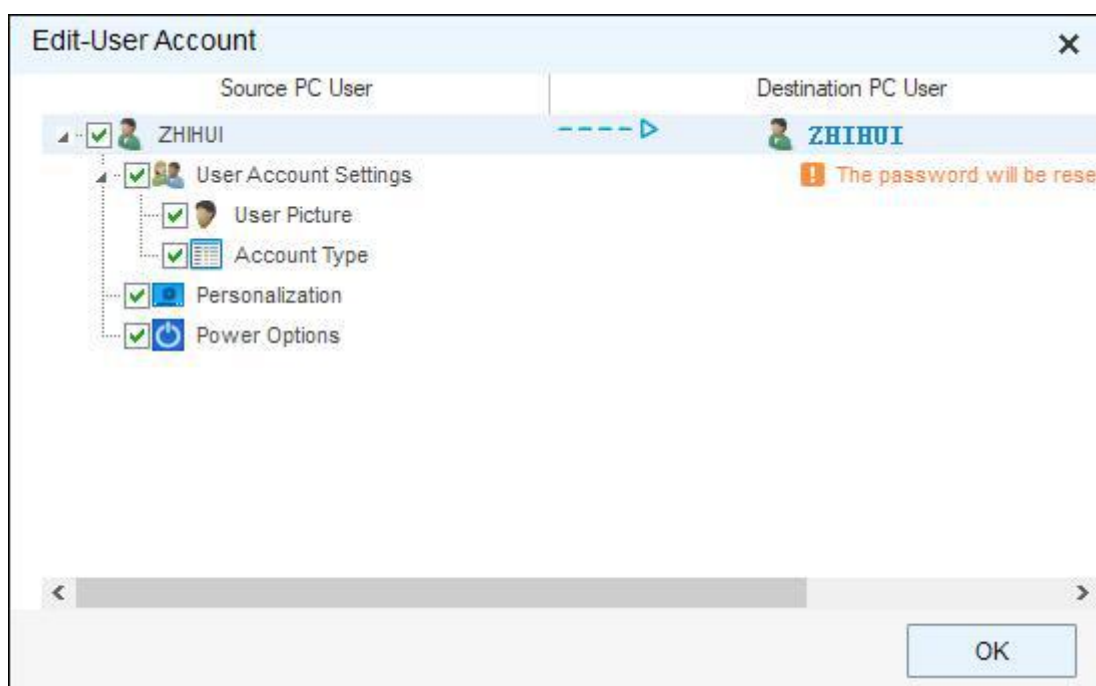 Edit-User Account
Source PC User
Destination PC User
ZHIHUI
ZHIHUI
User Account Settings
The password will be rese
User Picture
Account Type
Personalization
Power Options
OK